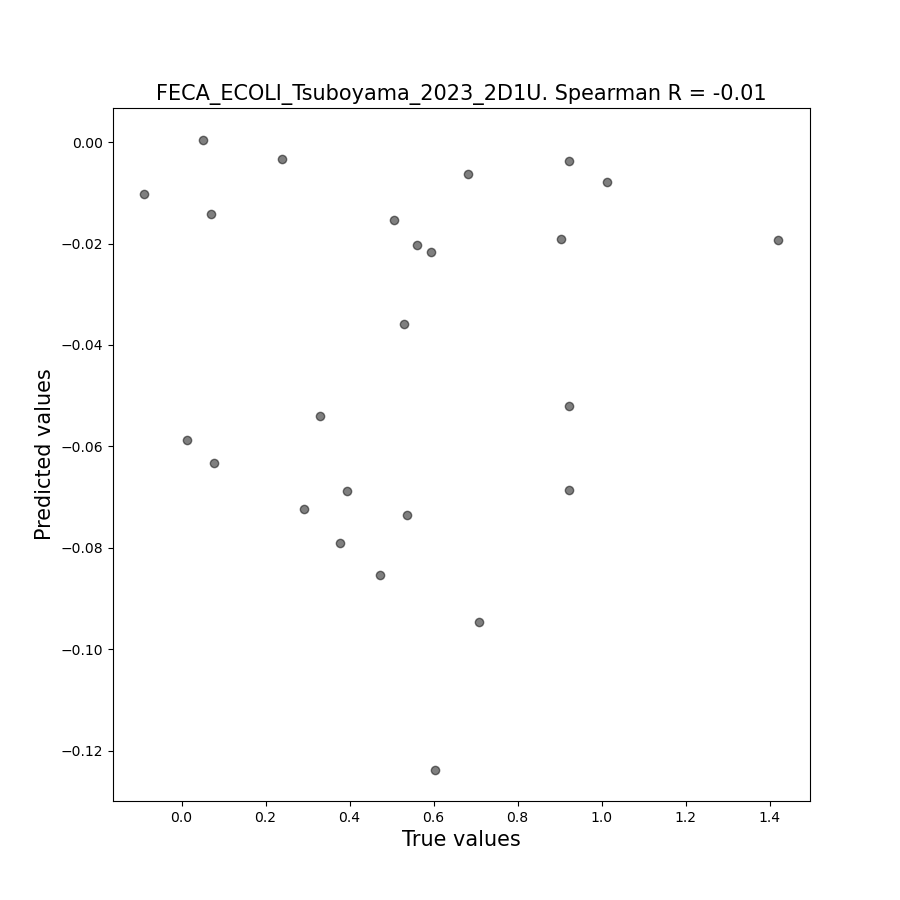 FECA_ECOLI_Tsuboyama_2023_2D1U. Spearman R = -0.01
0.00
−0.02
−0.04
−0.06
−0.08
−0.10
−0.12
Predicted values
0.0 0.2 0.4 0.6 0.8 1.0 1.2 1.4
True values